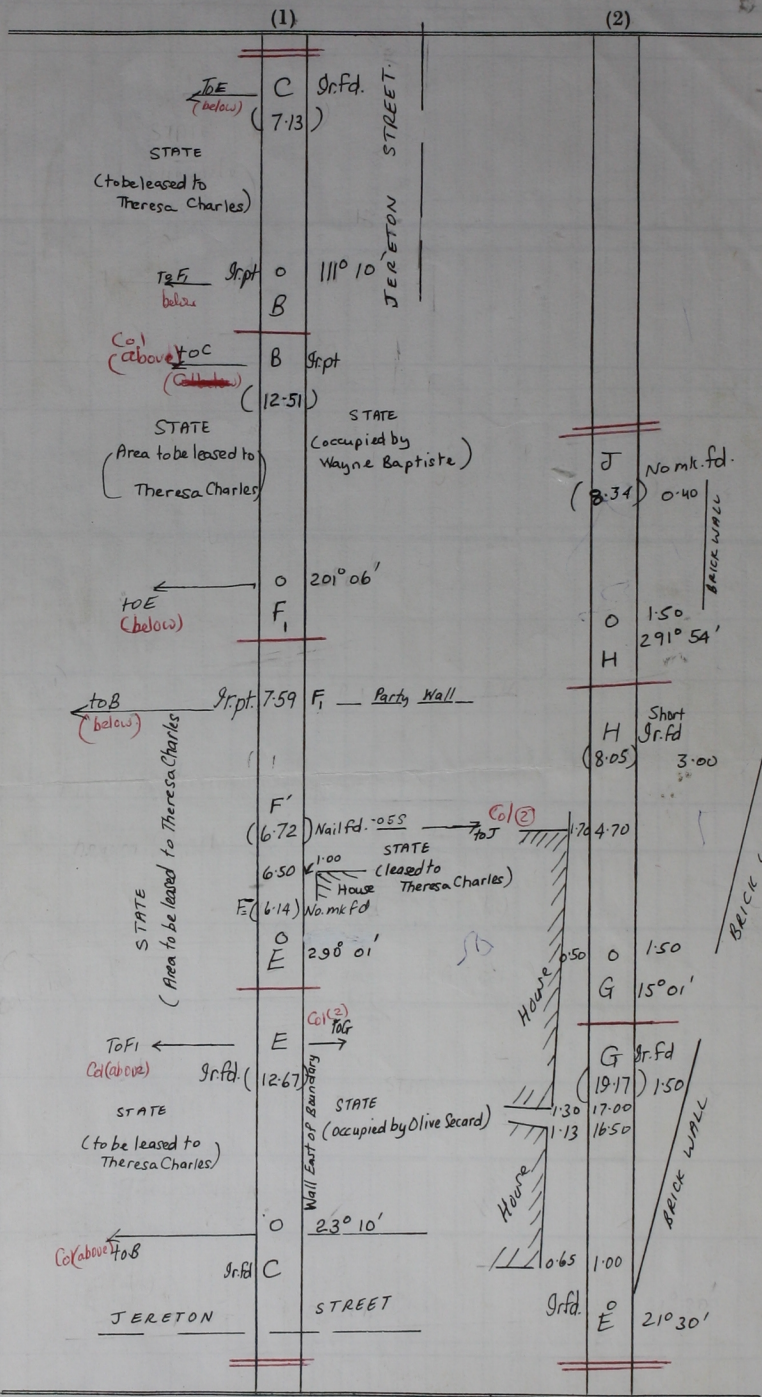 (1)
(2)
To E
(below)
C Ir.fd.
(7.13)
STATE
(to be leased to
Theresa Charles)
JERETON STREET.
To F₁
below
Ir.pt O 111° 10'
B
Col
(above) to C
B Ir.pt
(12.51)
STATE
(Area to be leased to
Theresa Charles)
STATE
(occupied by
Wayne Baptiste)
O 201° 06'
to E
(below)
F₁
to B
(below)
Ir.pt. 7.59 F₁ Party Wall
STATE
(Area to be leased to Theresa Charles
F'
(6.72) Nail fd.
Col (2)
to J
STATE
(leased to
Theresa Charles)
6.50 1.00
House
F= (6.14) No.mk fd
O
E 290° 01'
Col (2)
to G
To F1
Col (above)
E
Ir.fd. (12.67)
STATE
(to be leased to
Theresa Charles)
Wall East of Boundary
STATE
(occupied by Olive Secard)
O 23° 10'
Col (above) to B
Ir.fd C
JERETON STREET
J No mk.fd.
(8.34) 0.40
BRICK WALL
O 1.50
291° 54'
H
Short
H Ir.fd
(8.05) 3.00
1.70 4.70
BRICK
House
0.50 O 1.50
G 15° 01'
G Ir.fd
(19.17) 1.50
1.30 17.00
1.13 16.50
BRICK WALL
House
0.65 1.00
Ir.fd. O
E 21° 30'